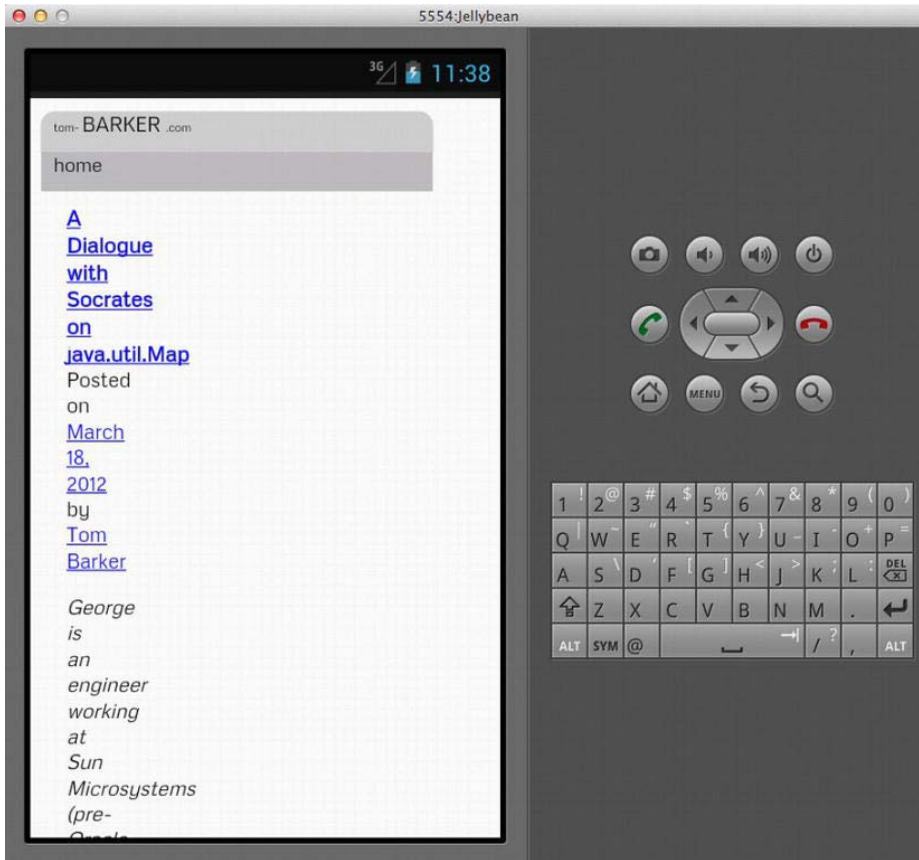 5554:Jellybean
3G 11:38
tom- BARKER .com
home
A
Dialogue
with
Socrates
on
java.util.Map
Posted
on
March
18,
2012
by
Tom
Barker
George
is
an
engineer
working
at
Sun
Microsystems
(pre-
MENU
1 ! 2 @ 3 # 4 $ 5 % 6 ^ 7 & 8 * 9 ( 0 )
Q | W ~ E " R ` T { Y } U - I - O + P =
A S \ D ' F [ G ] H < J > K ; L : DEL
Z X C V B N M .
ALT SYM @ / ? , ALT